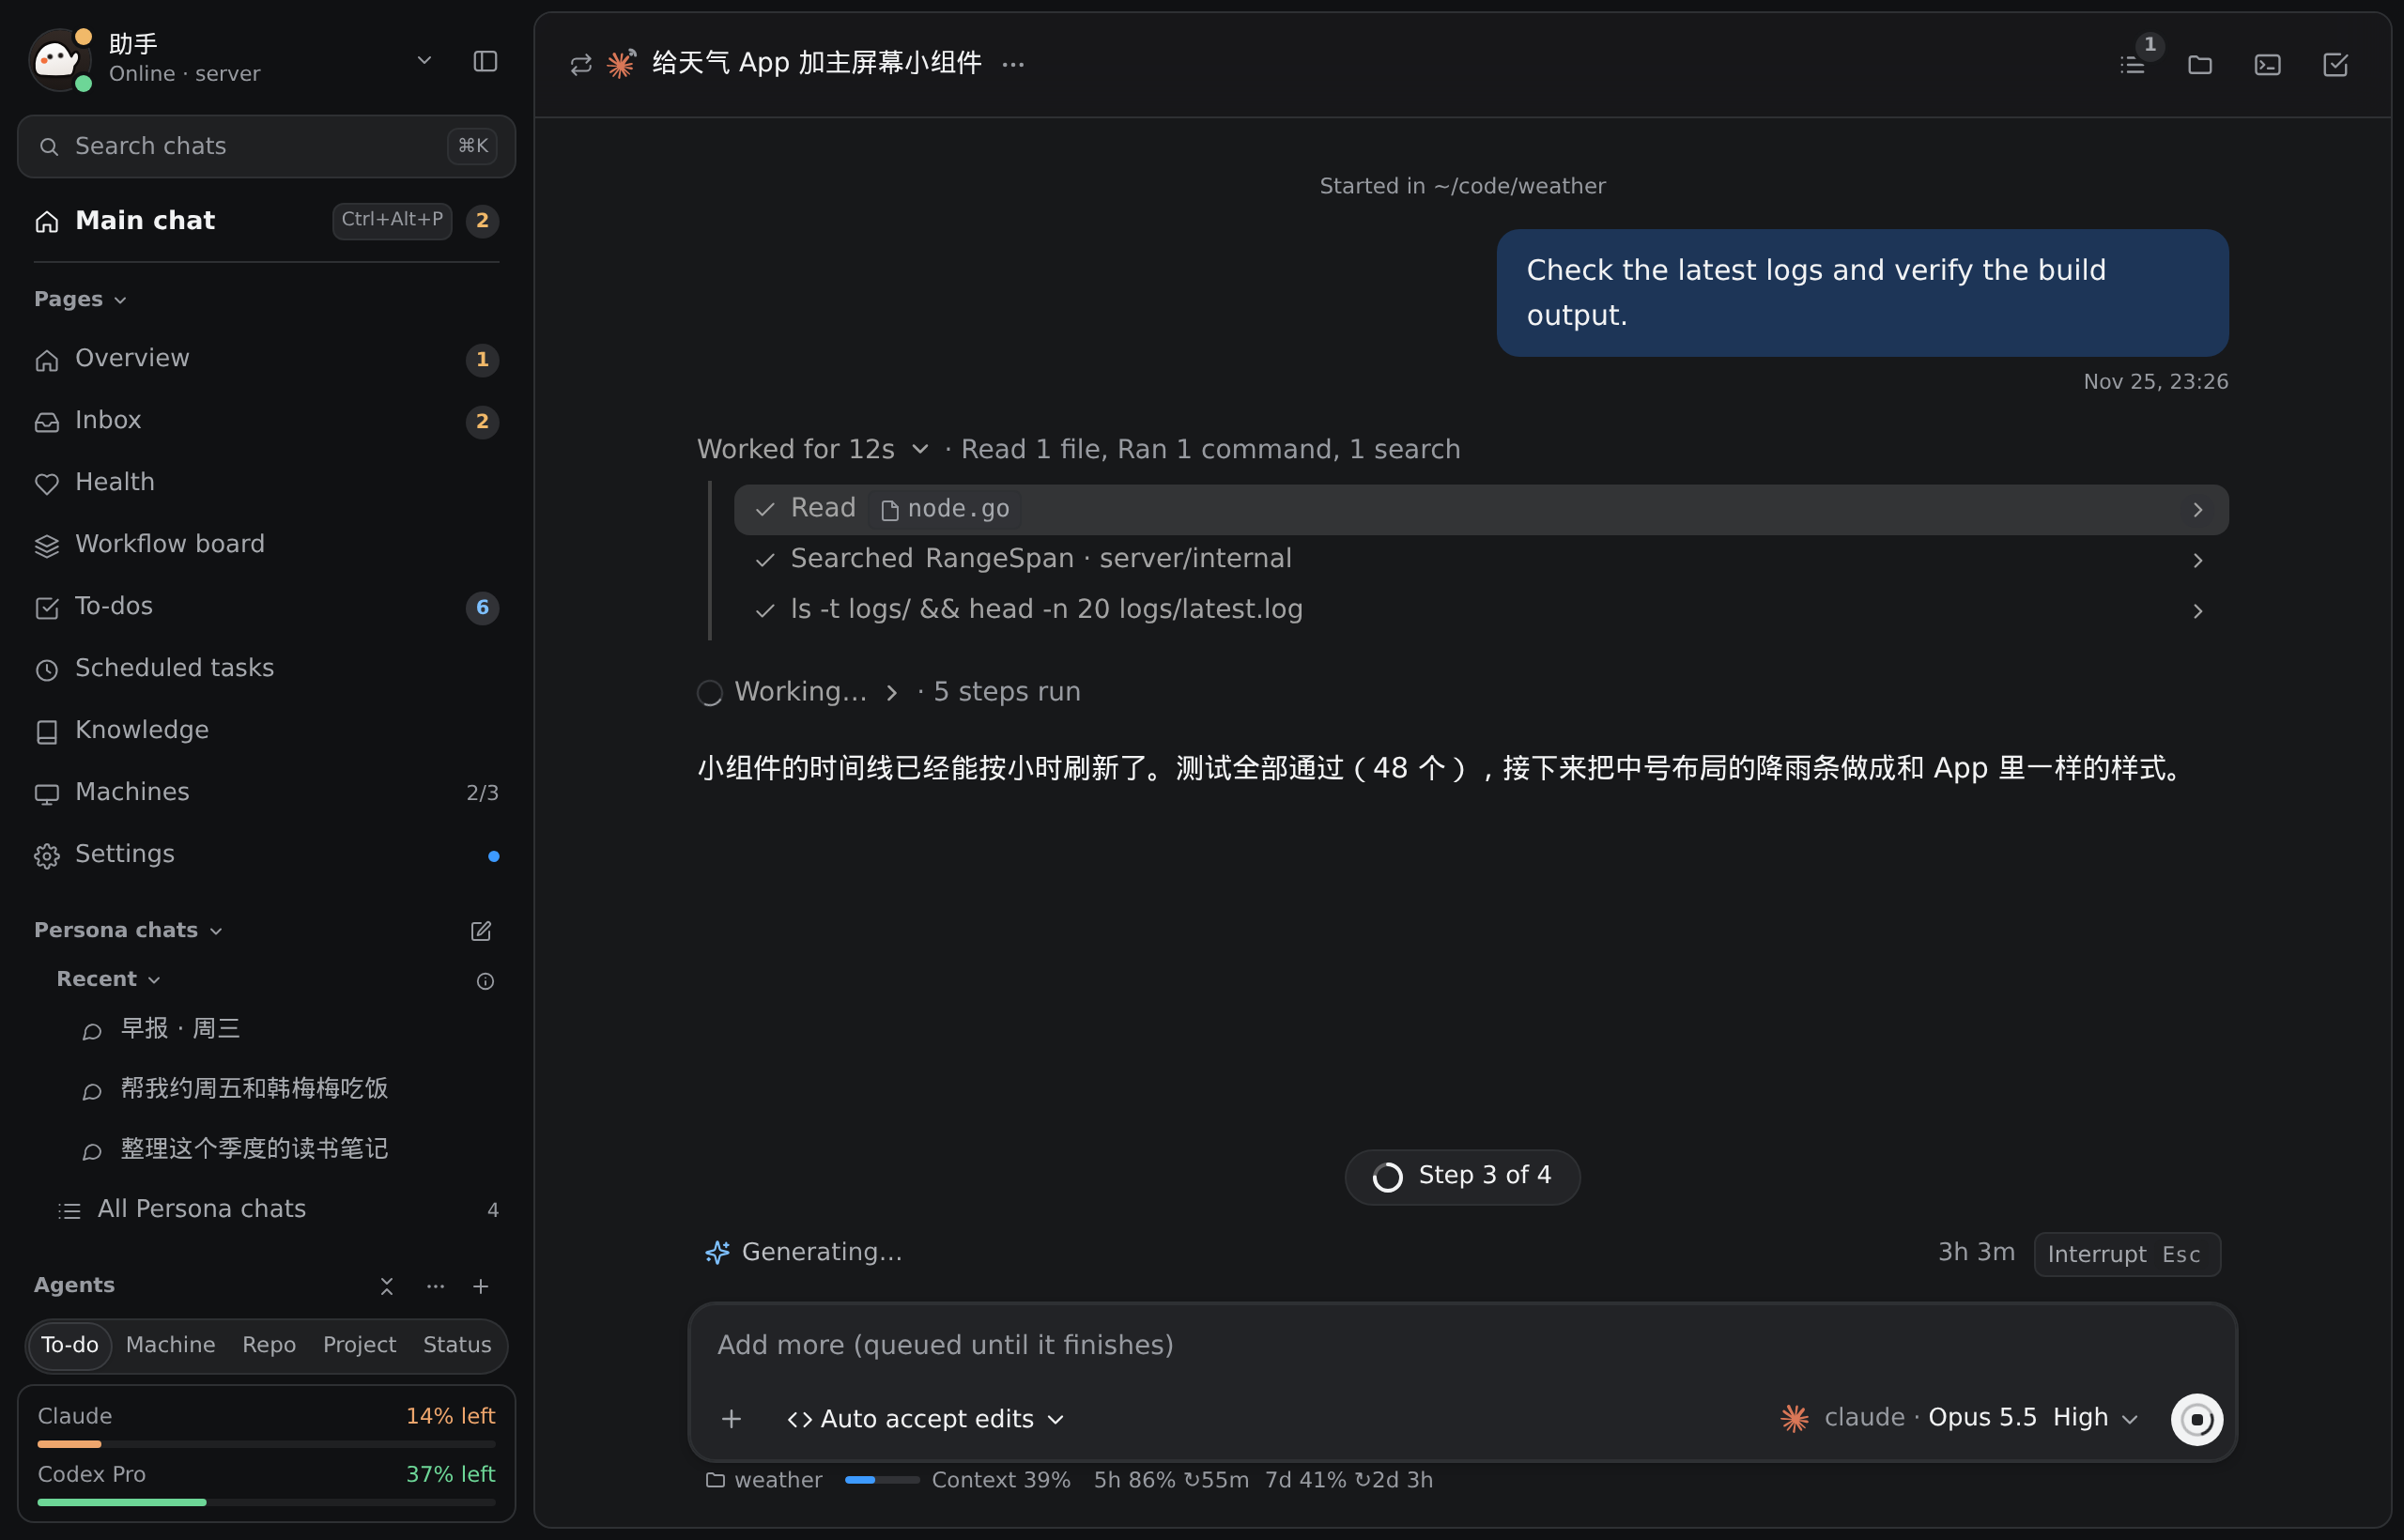 助手
Online · server
Search chats
⌘K
Main chat
Ctrl+Alt+P
2
Pages
Overview
1
Inbox
2
Health
Workflow board
To-dos
6
Scheduled tasks
Knowledge
Machines
2/3
Settings
Persona chats
Recent
早报 · 周三
帮我约周五和韩梅梅吃饭
整理这个季度的读书笔记
All Persona chats
4
Agents
To-do
Machine
Repo
Project
Status
Claude
14% left
Codex Pro
37% left
给天气 App 加主屏幕小组件
1
Started in ~/code/weather
Check the latest logs and verify the build
output.
Nov 25, 23:26
Worked for 12s · Read 1 file, Ran 1 command, 1 search
Read node.go
Searched RangeSpan · server/internal
ls -t logs/ && head -n 20 logs/latest.log
Working… · 5 steps run
小组件的时间线已经能按小时刷新了。测试全部通过（48 个），接下来把中号布局的降雨条做成和 App 里一样的样式。
Step 3 of 4
Generating…
3h 3m
Interrupt Esc
Add more (queued until it finishes)
Auto accept edits
claude · Opus 5.5 High
weather
Context 39%
5h 86% ↻55m
7d 41% ↻2d 3h